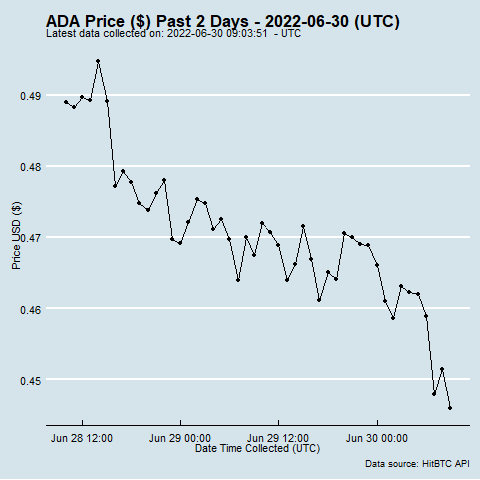 ADA Price ($) Past 2 Days - 2022-06-30 (UTC)
Latest data collected on: 2022-06-30 09:03:51 - UTC
Price USD ($)
0.49
0.48
0.47
0.46
0.45
Jun 28 12:00 Jun 29 00:00 Jun 29 12:00 Jun 30 00:00
Date Time Collected (UTC)
Data source: HitBTC API